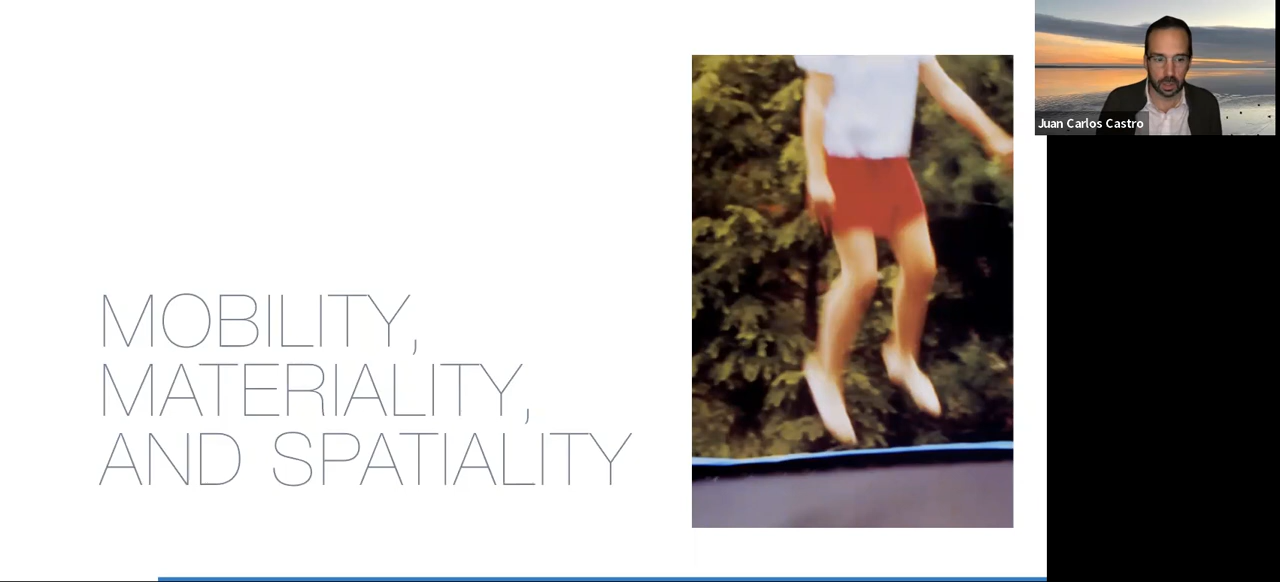 Juan Carlos Castro
MOBILITY,
MATERIALITY,
AND SPATIALITY